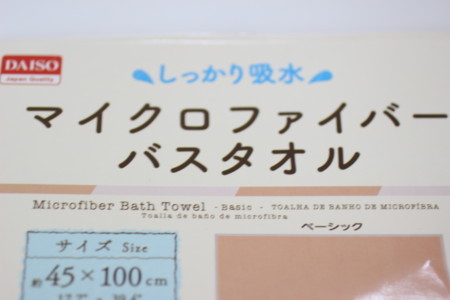 DAISO
Japan Quality
しっかり吸水
マイクロファイバー
バスタオル
Microfiber Bath Towel - Basic - TOALHA DE BANHO DE MICROFIBRA
Toalla de baño de microfibra
サイズ Size
約45×100cm
ベーシック